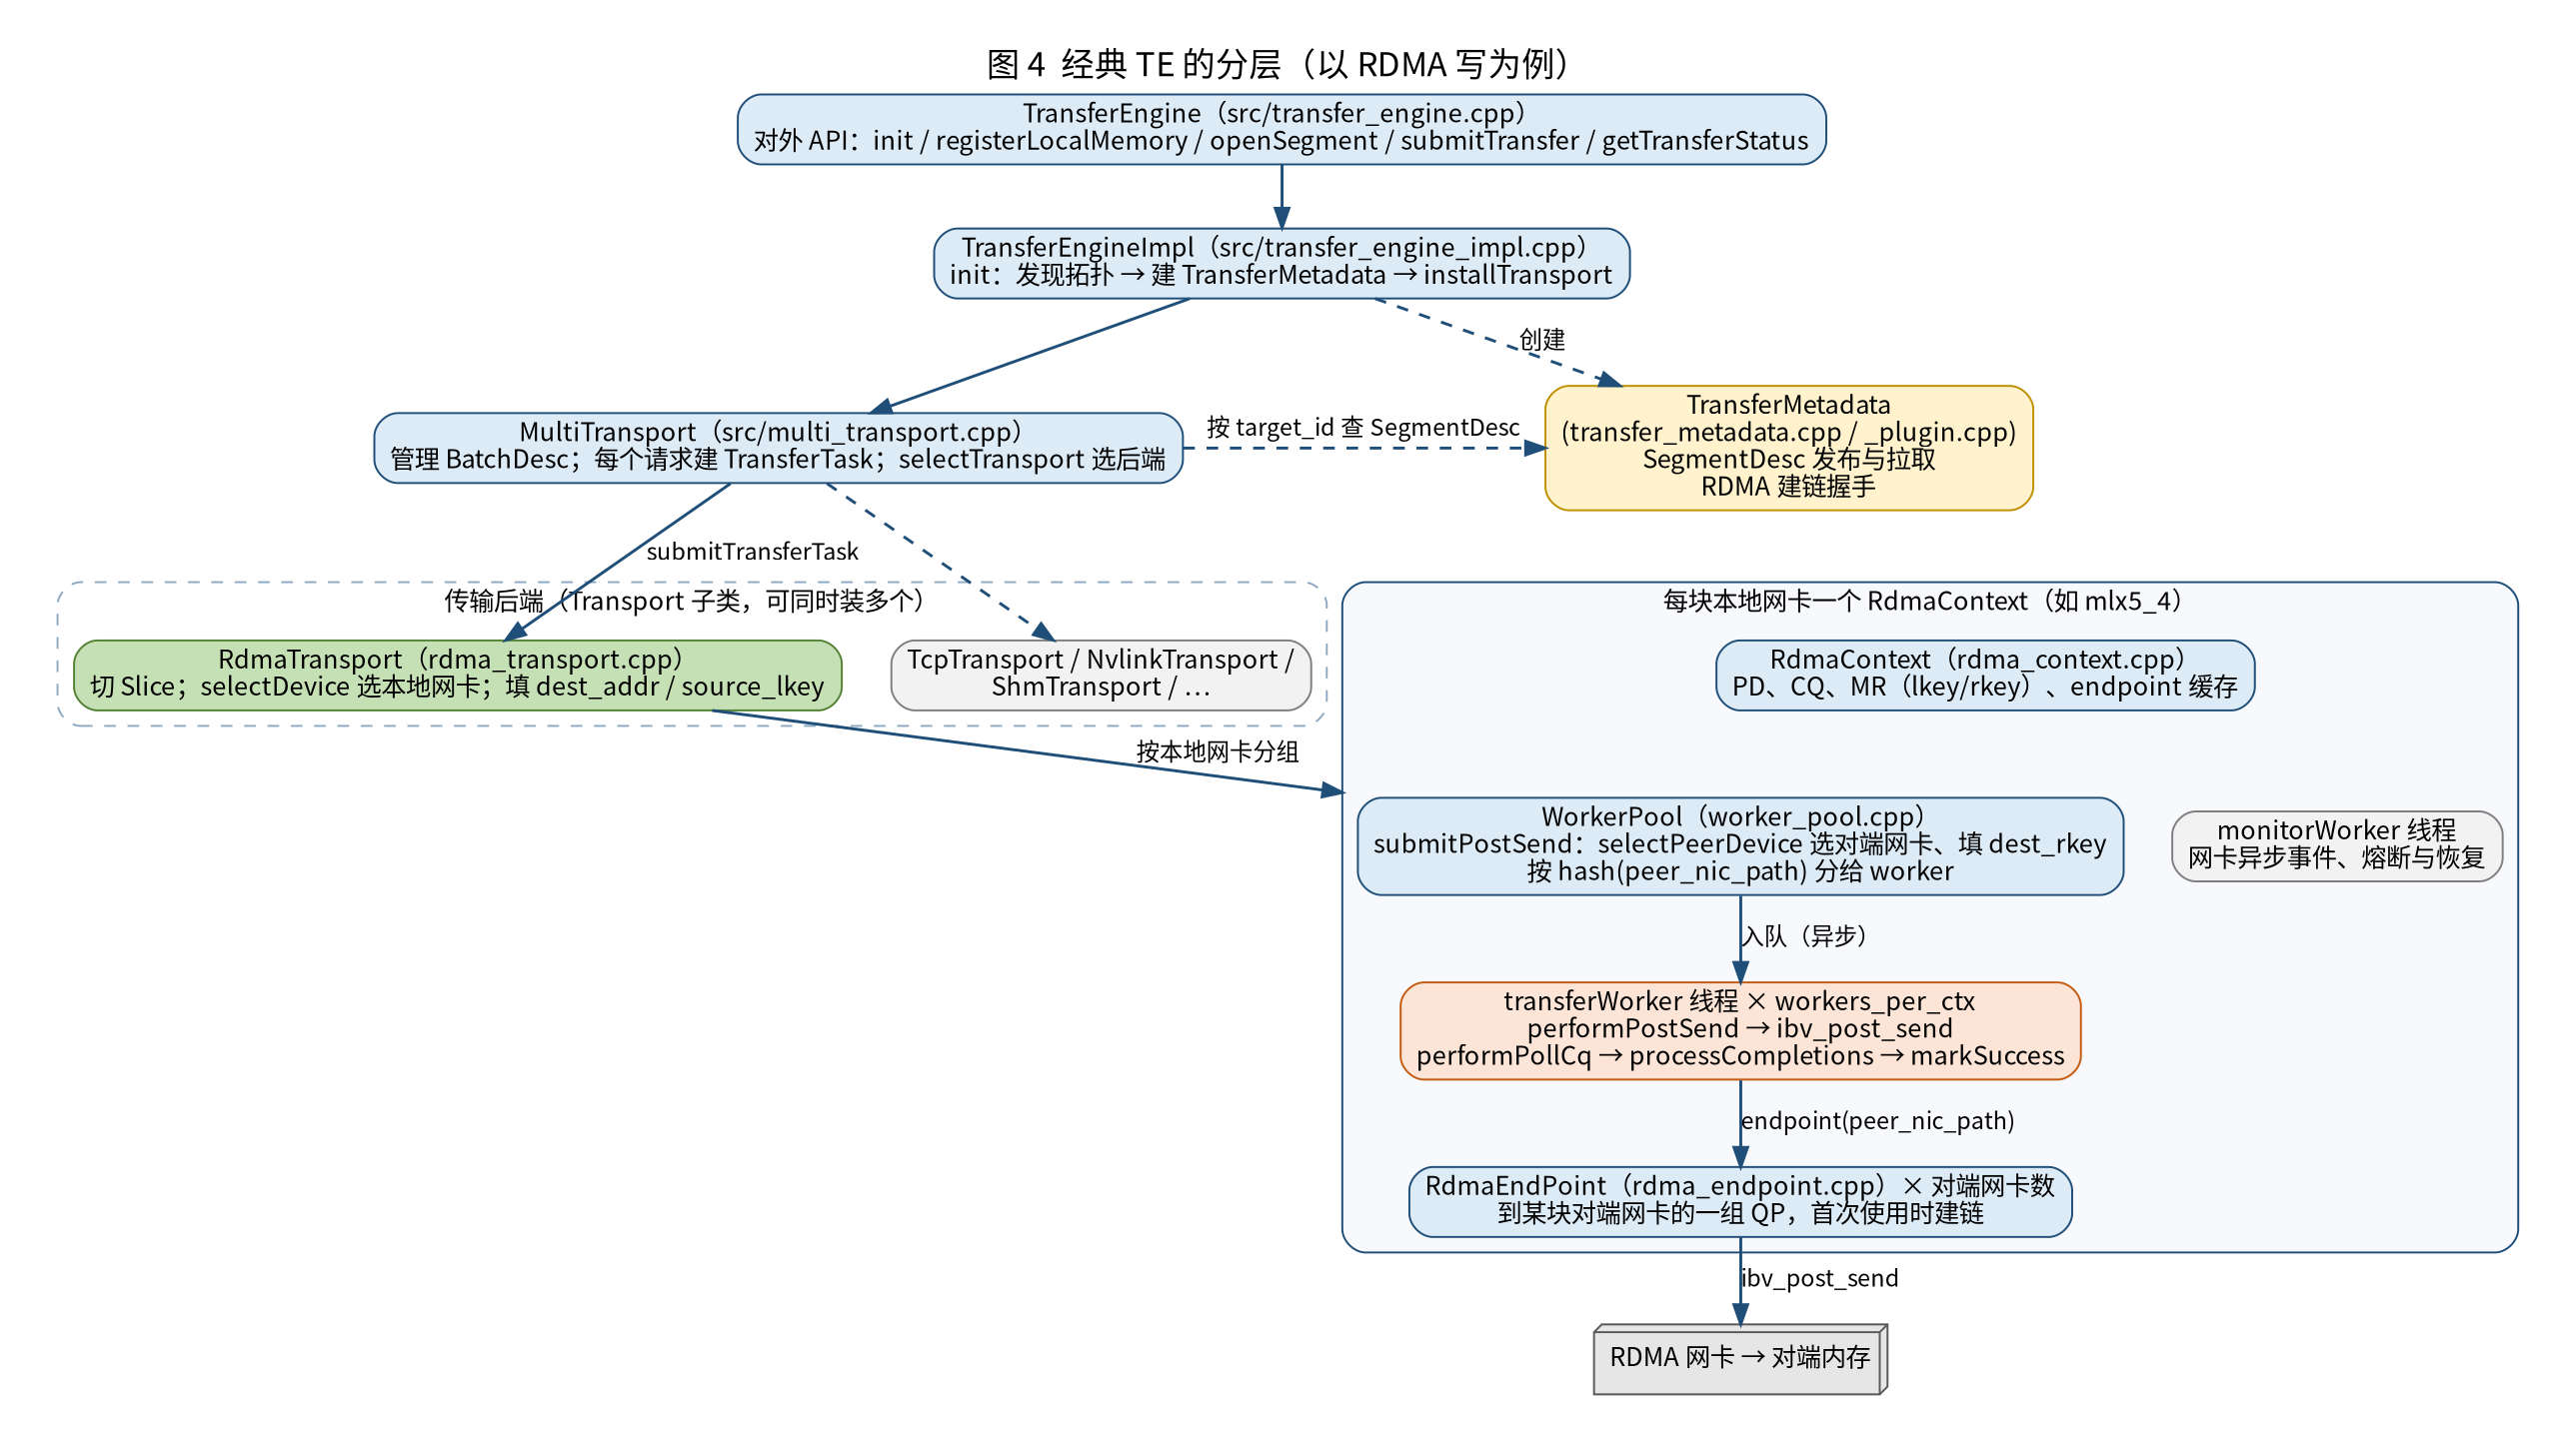 图 4  经典 TE 的分层（以 RDMA 写为例）
TransferEngine（src/transfer_engine.cpp）
对外 API：init / registerLocalMemory / openSegment / submitTransfer / getTransferStatus
TransferEngineImpl（src/transfer_engine_impl.cpp）
init：发现拓扑 → 建 TransferMetadata → installTransport
创建
MultiTransport（src/multi_transport.cpp）
管理 BatchDesc；每个请求建 TransferTask；selectTransport 选后端
按 target_id 查 SegmentDesc
TransferMetadata
(transfer_metadata.cpp / _plugin.cpp)
SegmentDesc 发布与拉取
RDMA 建链握手
submitTransferTask
传输后端（Transport 子类，可同时装多个）
RdmaTransport（rdma_transport.cpp）
切 Slice；selectDevice 选本地网卡；填 dest_addr / source_lkey
TcpTransport / NvlinkTransport /
ShmTransport / …
按本地网卡分组
每块本地网卡一个 RdmaContext（如 mlx5_4）
RdmaContext（rdma_context.cpp）
PD、CQ、MR（lkey/rkey）、endpoint 缓存
WorkerPool（worker_pool.cpp）
submitPostSend：selectPeerDevice 选对端网卡、填 dest_rkey
按 hash(peer_nic_path) 分给 worker
monitorWorker 线程
网卡异步事件、熔断与恢复
入队（异步）
transferWorker 线程 × workers_per_ctx
performPostSend → ibv_post_send
performPollCq → processCompletions → markSuccess
endpoint(peer_nic_path)
RdmaEndPoint（rdma_endpoint.cpp）× 对端网卡数
到某块对端网卡的一组 QP，首次使用时建链
ibv_post_send
RDMA 网卡 → 对端内存